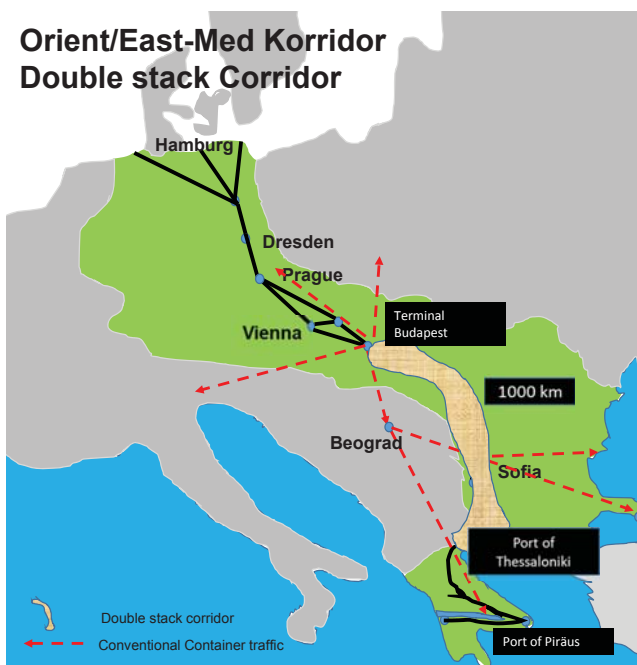 Orient/East-Med Korridor
Double stack Corridor
Hamburg
Dresden
Prague
Terminal
Budapest
Vienna
1000 km
Beograd
Sofia
Port of
Thessaloniki
Double stack corridor
Conventional Container traffic
Port of Piräus